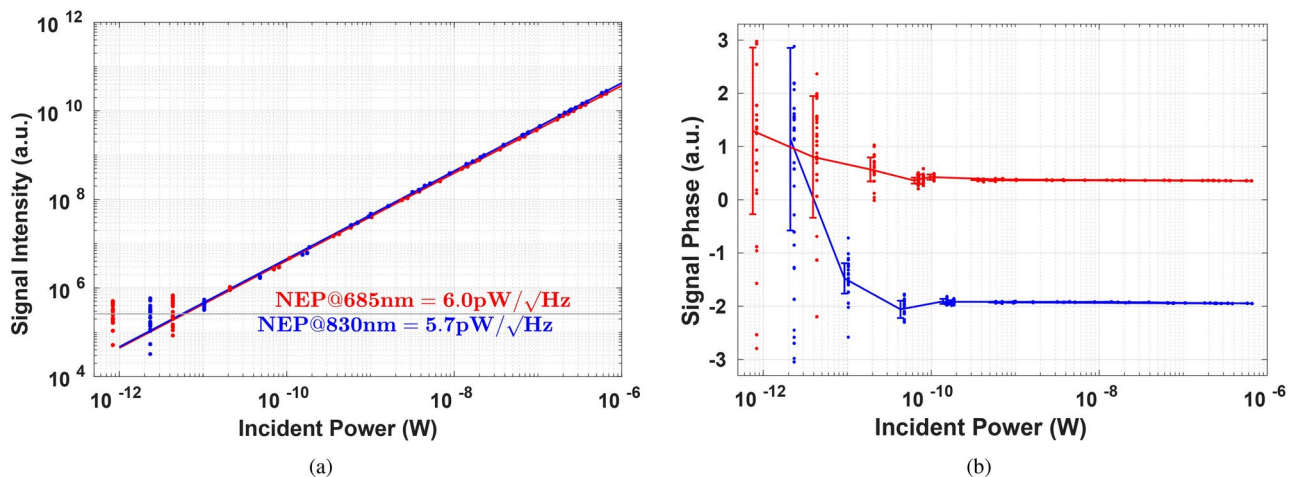 10 12
10 10
10 8
10 6
10 4
Signal Intensity (a.u.)
NEP@685nm = 6.0pW/√Hz
NEP@830nm = 5.7pW/√Hz
10 -12
10 -10
10 -8
10 -6
Incident Power (W)
(a)
3
2
1
0
-1
-2
-3
Signal Phase (a.u.)
10 -12
10 -10
10 -8
10 -6
Incident Power (W)
(b)